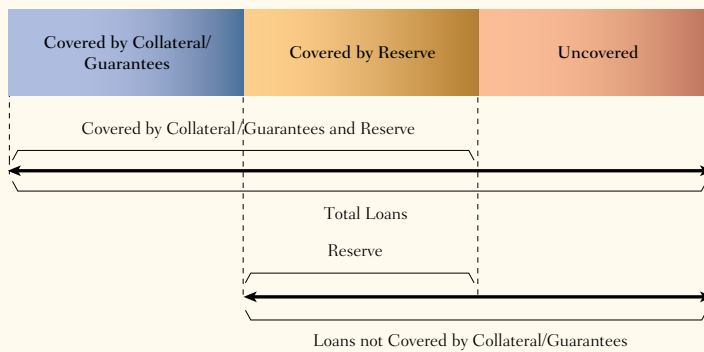 Covered by Collateral/
Guarantees
Covered by Reserve
Uncovered
Covered by Collateral/Guarantees and Reserve
Total Loans
Reserve
Loans not Covered by Collateral/Guarantees